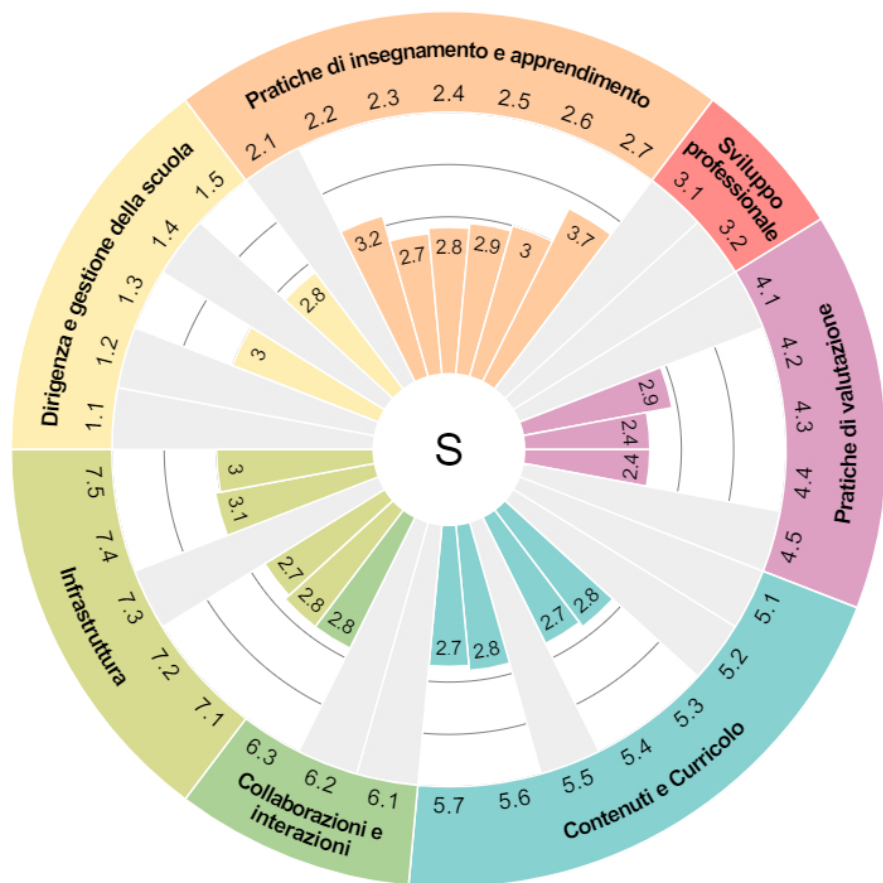 Pratiche di insegnamento e apprendimento
2.1 2.2 2.3 2.4 2.5 2.6 2.7
3.2 2.7 2.8 2.9 3 3.7
Sviluppo
professionale
3.1 3.2
Pratiche di valutazione
4.1 4.2 4.3 4.4 4.5
2.9 2.4 2.4
Contenuti e Curricolo
5.1 5.2 5.3 5.4 5.5 5.6 5.7
2.8 2.7 2.8 2.7
Collaborazioni e
interazioni
6.1 6.2 6.3
2.8
Infrastruttura
7.1 7.2 7.3 7.4 7.5
2.8 2.7 3.1 3
Dirigenza e gestione della scuola
1.1 1.2 1.3 1.4 1.5
3 2.8
S